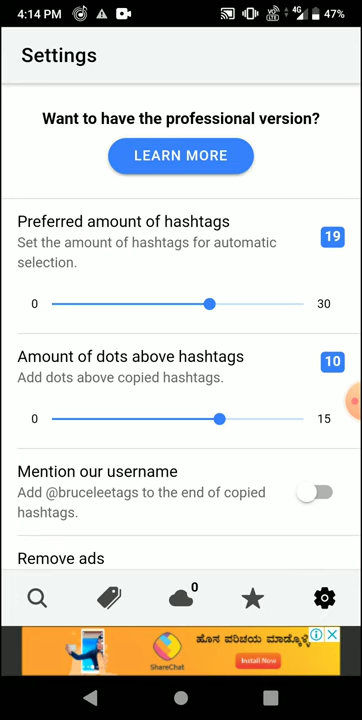 4:14 PM
4G
47%
Settings
Want to have the professional version?
LEARN MORE
Preferred amount of hashtags
19
Set the amount of hashtags for automatic
selection.
0
30
Amount of dots above hashtags
10
Add dots above copied hashtags.
0
15
Mention our username
Add @bruceleetags to the end of copied
hashtags.
Remove ads
0
ಹೊಸ ಪರಿಚಯ ಮಾಡ್ಕೊಳ್ಳಿ
ShareChat
Install Now